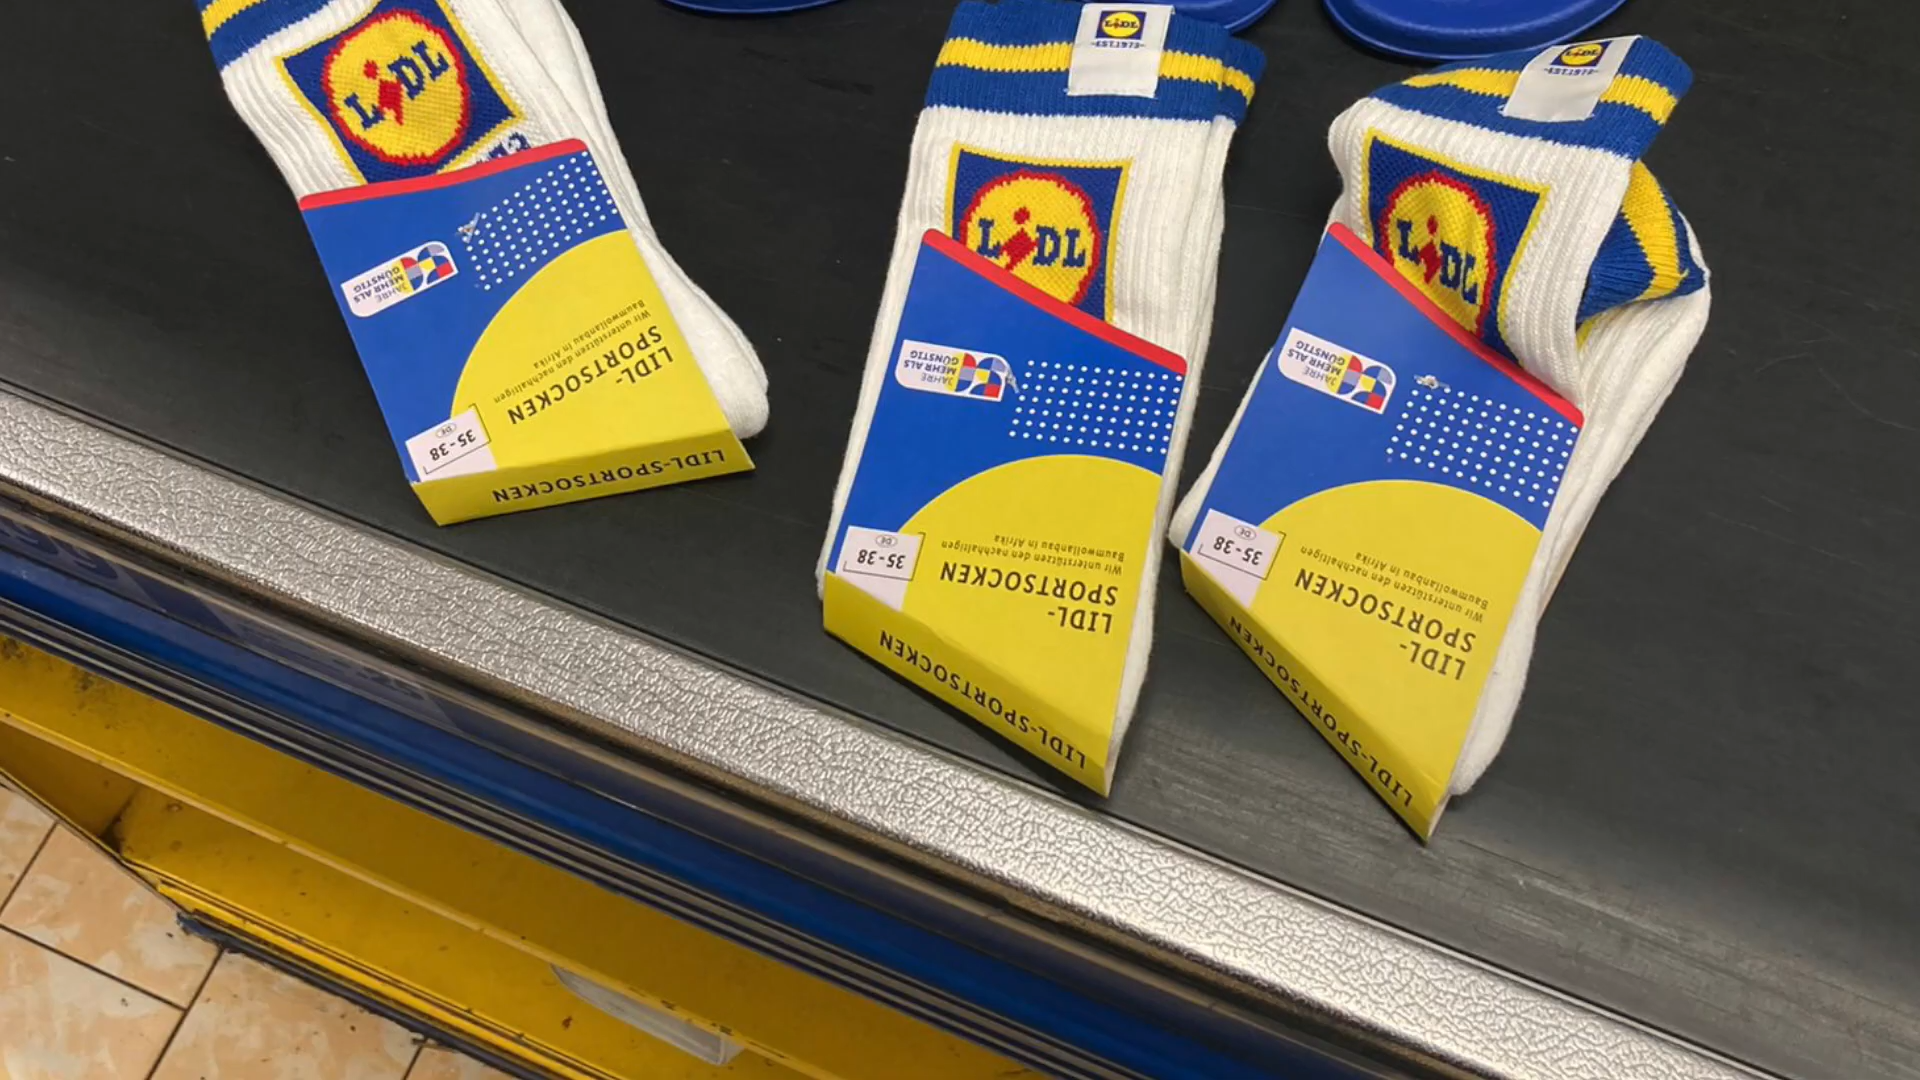 LIDL
JAHRE
MEHR ALS
GÜNSTIG
Wir unterstützen den nachhaltigen
Baumwollanbau in Afrika
LIDL-
SPORTSOCKEN
35-38
DE
LIDL-SPORTSOCKEN
LIDL
-EST.1973-
LIDL
JAHRE
MEHR ALS
GÜNSTIG
Wir unterstützen den nachhaltigen
Baumwollanbau in Afrika
LIDL-
SPORTSOCKEN
35-38
DE
LIDL-SPORTSOCKEN
LIDL
-EST.1973-
LIDL
JAHRE
MEHR ALS
GÜNSTIG
Wir unterstützen den nachhaltigen
Baumwollanbau in Afrika
LIDL-
SPORTSOCKEN
35-38
DE
LIDL-SPORTSOCKEN